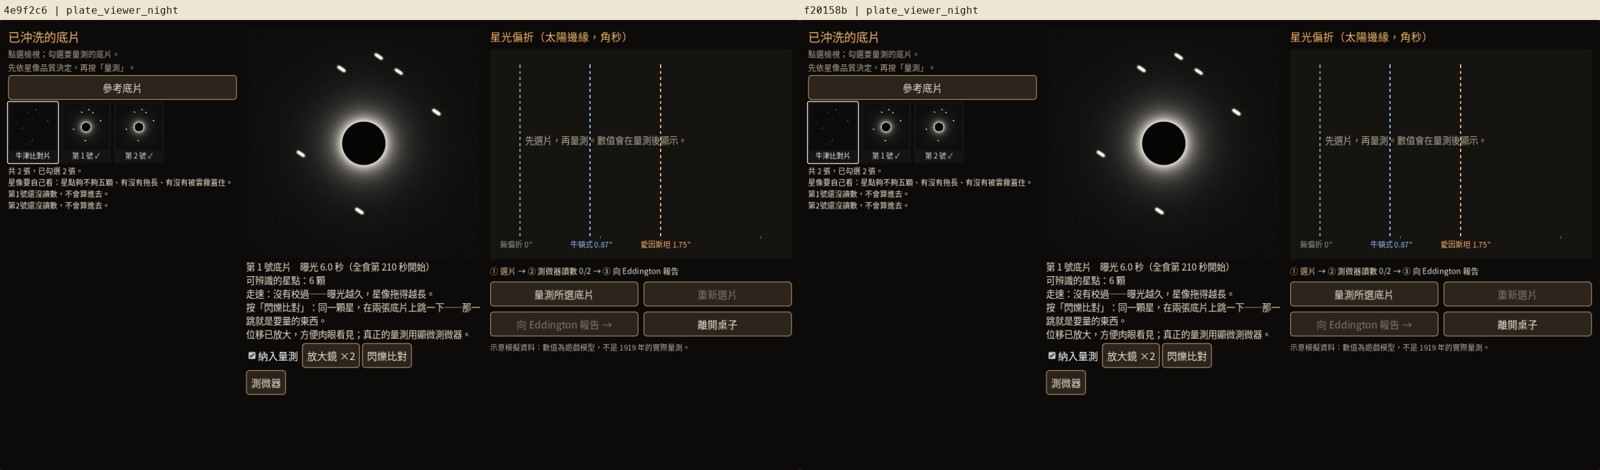 4e9f2c6 | plate_viewer_night
已沖洗的底片
點選檢視；勾選要量測的底片。
先依星像品質決定，再按「量測」。
參考底片
牛津比對片
第 1 號 ✓
第 2 號 ✓
共 2 張，已勾選 2 張。
星像要自己看：星點夠不夠五顆、有沒有拖長、有沒有被雲霧蓋住。
第1號還沒讀數，不會算進去。
第2號還沒讀數，不會算進去。
第 1 號底片　曝光 6.0 秒（全食第 210 秒開始）
可辨識的星點：6 顆
走速：沒有校過——曝光越久，星像拖得越長。
按「閃爍比對」：同一顆星，在兩張底片上跳一下——那一
跳就是要量的東西。
位移已放大，方便肉眼看見；真正的量測用顯微測微器。
納入量測
放大鏡 ×2
閃爍比對
測微器
星光偏折（太陽邊緣，角秒）
先選片，再量測。數值會在量測後顯示。
無偏折 0″
牛頓式 0.87″
愛因斯坦 1.75″
① 選片 → ② 測微器讀數 0/2 → ③ 向 Eddington 報告
量測所選底片
重新選片
向 Eddington 報告 →
離開桌子
示意模擬資料：數值為遊戲模型，不是 1919 年的實際量測。
f20158b | plate_viewer_night
已沖洗的底片
點選檢視；勾選要量測的底片。
先依星像品質決定，再按「量測」。
參考底片
牛津比對片
第 1 號 ✓
第 2 號 ✓
共 2 張，已勾選 2 張。
星像要自己看：星點夠不夠五顆、有沒有拖長、有沒有被雲霧蓋住。
第1號還沒讀數，不會算進去。
第2號還沒讀數，不會算進去。
第 1 號底片　曝光 6.0 秒（全食第 210 秒開始）
可辨識的星點：6 顆
走速：沒有校過——曝光越久，星像拖得越長。
按「閃爍比對」：同一顆星，在兩張底片上跳一下——那一
跳就是要量的東西。
位移已放大，方便肉眼看見；真正的量測用顯微測微器。
納入量測
放大鏡 ×2
閃爍比對
測微器
星光偏折（太陽邊緣，角秒）
先選片，再量測。數值會在量測後顯示。
無偏折 0″
牛頓式 0.87″
愛因斯坦 1.75″
① 選片 → ② 測微器讀數 0/2 → ③ 向 Eddington 報告
量測所選底片
重新選片
向 Eddington 報告 →
離開桌子
示意模擬資料：數值為遊戲模型，不是 1919 年的實際量測。